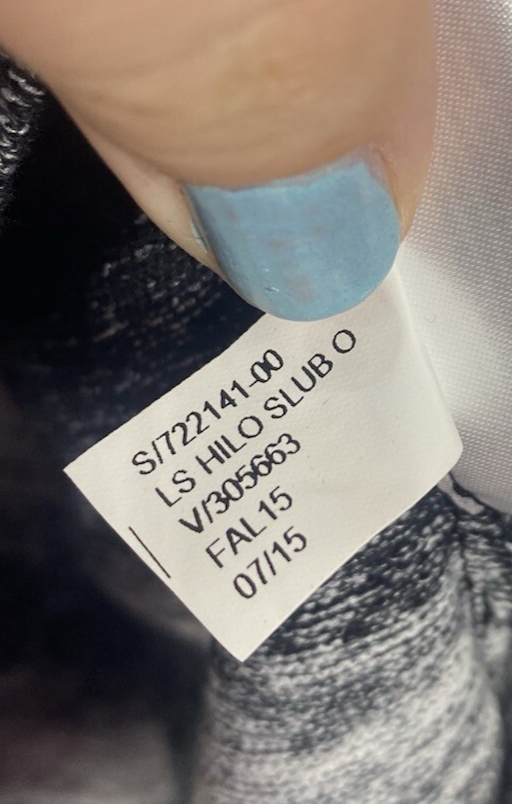 S/722141-00
LS HILO SLUB O
V/305663
FAL15
07/15